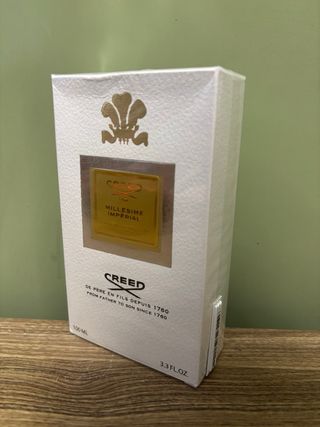 CREED
MILLESIME
IMPERIAL
CREED
DE PÈRE EN FILS DEPUIS 1760
FROM FATHER TO SON SINCE 1760
100 ML
3.3 FL.OZ.